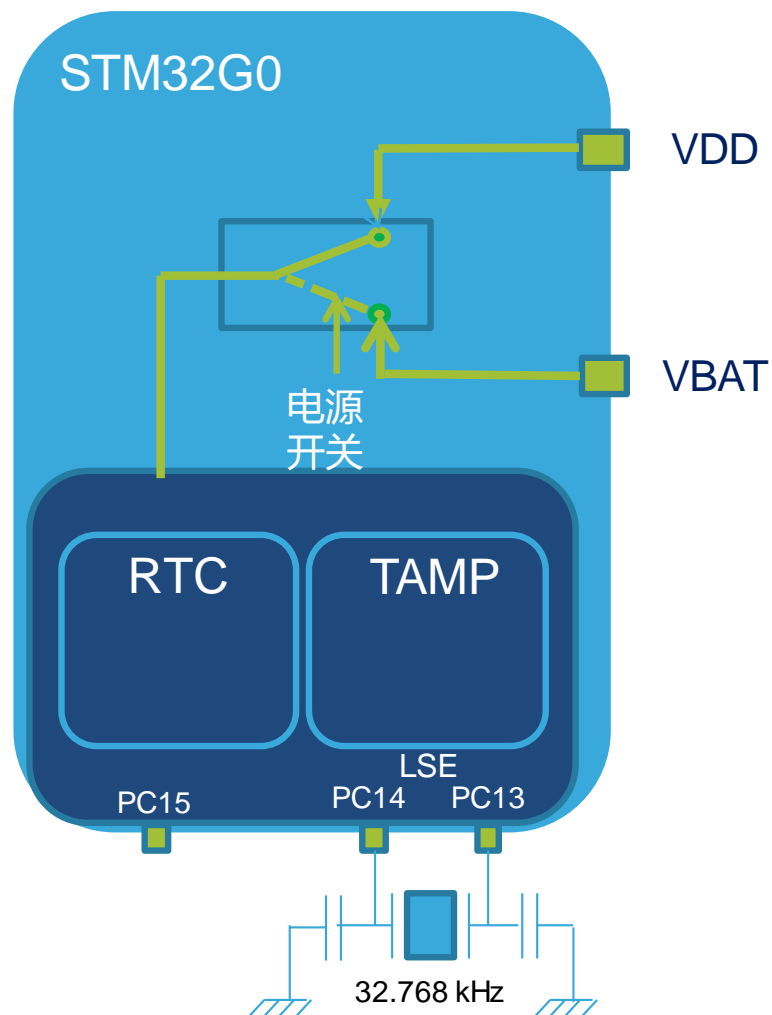 STM32G0
VDD
VBAT
电源
开关
RTC
TAMP
LSE
PC15
PC14
PC13
32.768 kHz